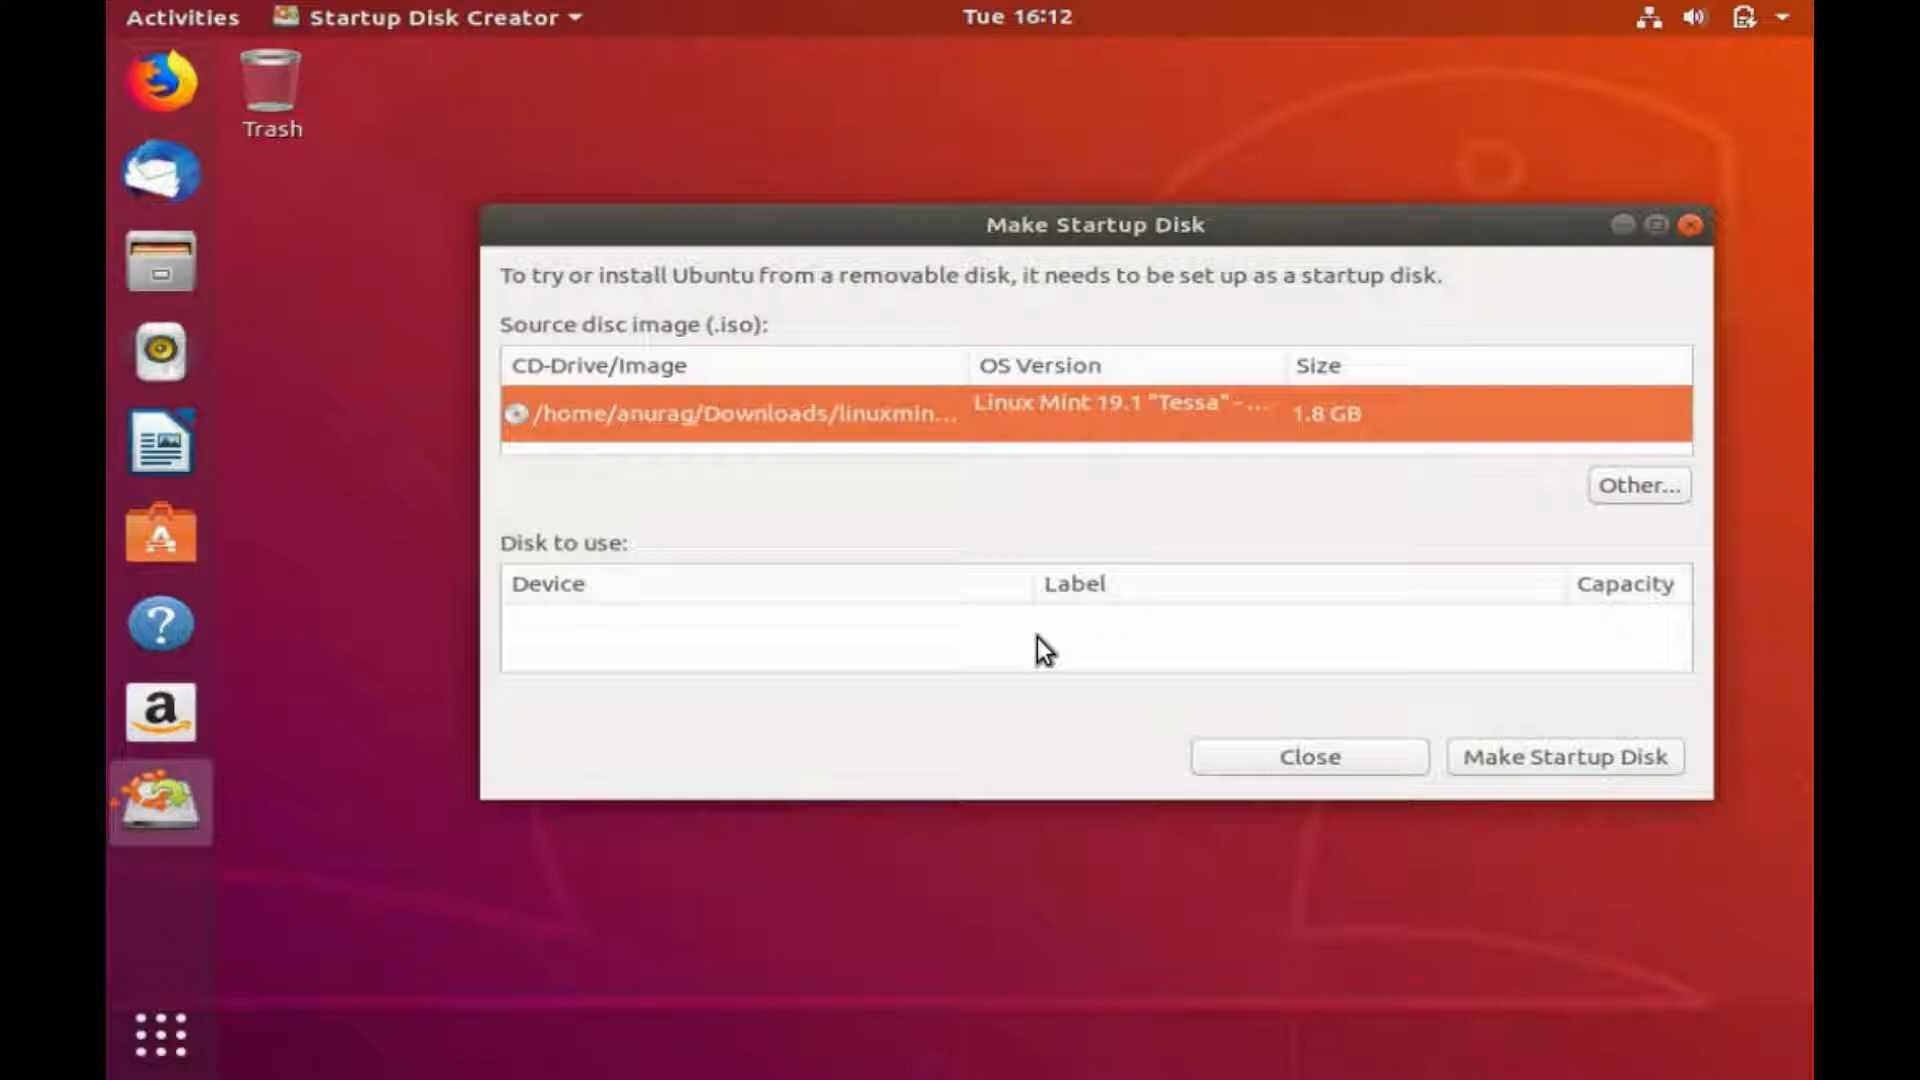 Activities Startup Disk Creator Tue 16:12
Trash
Make Startup Disk
To try or install Ubuntu from a removable disk, it needs to be set up as a startup disk.
Source disc image (.iso):
CD-Drive/Image OS Version Size
/home/anurag/Downloads/linuxmin... Linux Mint 19.1 "Tessa" - ... 1.8 GB
Other...
Disk to use:
Device Label Capacity
Close Make Startup Disk